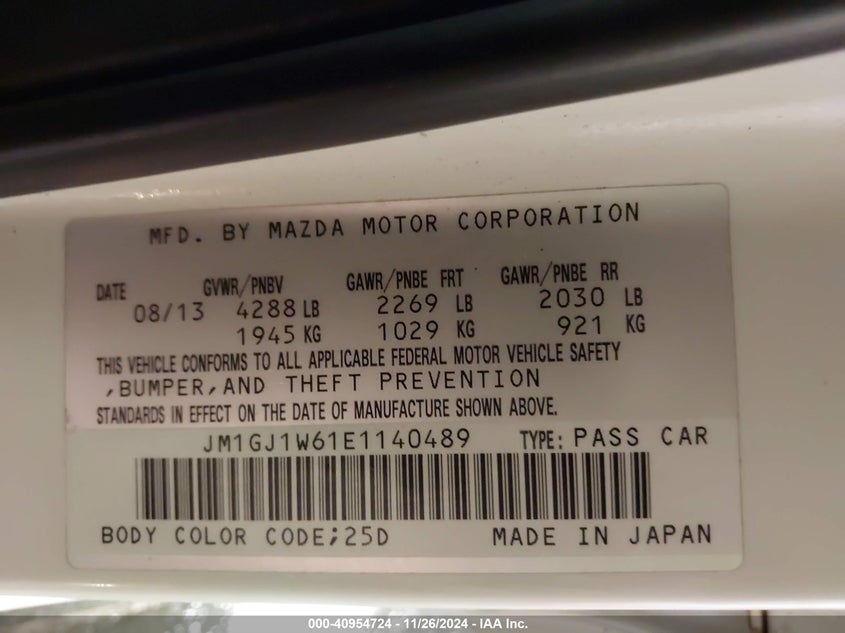 MFD. BY MAZDA MOTOR CORPORATION
DATE GVWR/PNBV GAWR/PNBE FRT GAWR/PNBE RR
08/13 4288 LB 2269 LB 2030 LB
1945 KG 1029 KG 921 KG
THIS VEHICLE CONFORMS TO ALL APPLICABLE FEDERAL MOTOR VEHICLE SAFETY
,BUMPER,AND THEFT PREVENTION
STANDARDS IN EFFECT ON THE DATE OF MANUFACTURE SHOWN ABOVE.
JM1GJ1W61E1140489 TYPE: PASS CAR
BODY COLOR CODE;25D MADE IN JAPAN
000-40954724 - 11/26/2024 - IAA Inc.